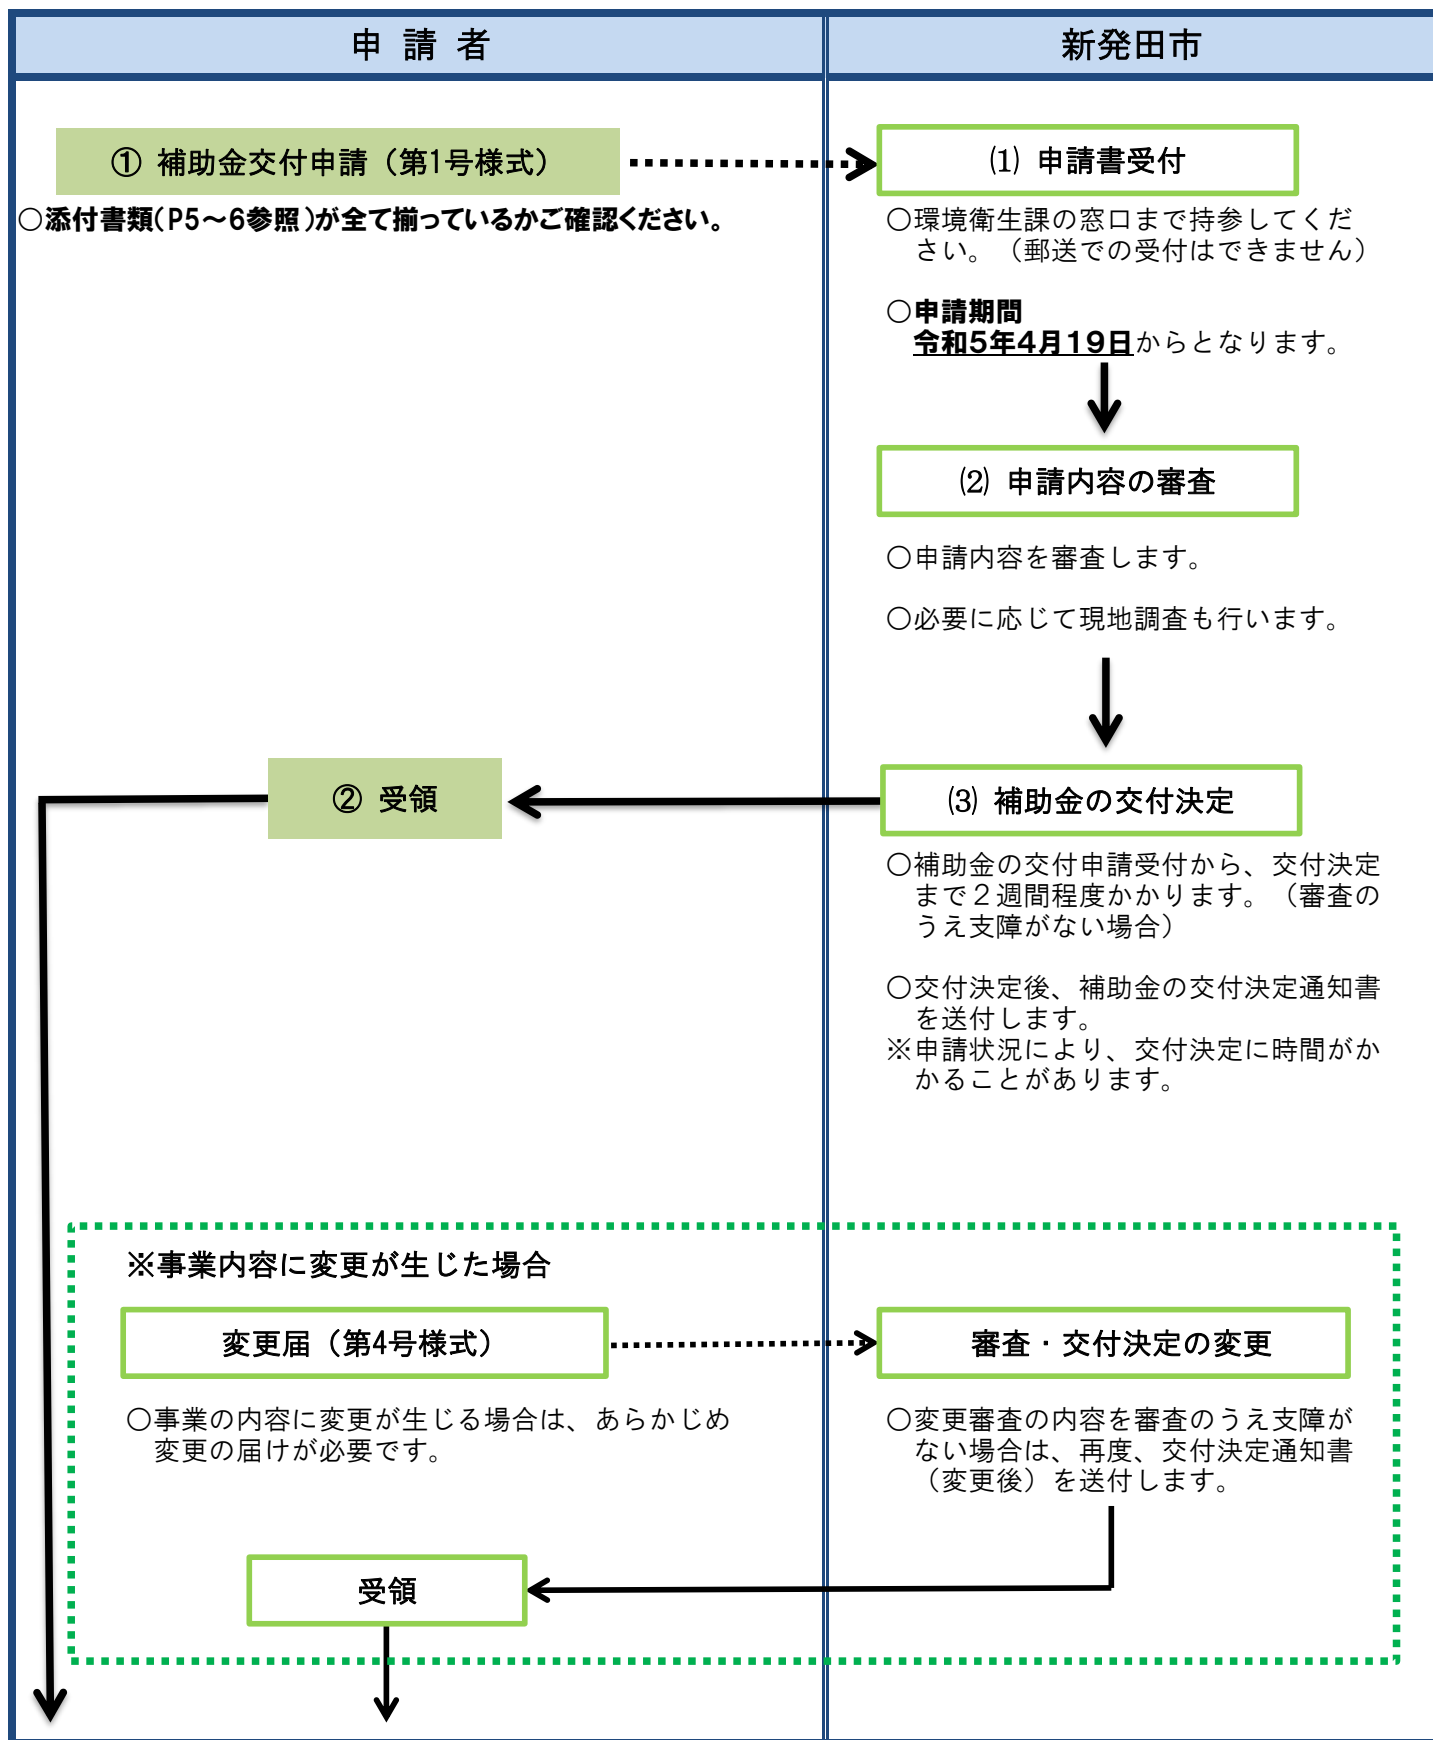 申 請 者
新発田市
① 補助金交付申請（第1号様式）
⑴ 申請書受付
○添付書類（P5～6参照）が全て揃っているかご確認ください。
○環境衛生課の窓口まで持参してくだ
さい。（郵送での受付はできません）
○申請期間
令和5年4月19日からとなります。
⑵ 申請内容の審査
○申請内容を審査します。
○必要に応じて現地調査も行います。
② 受領
⑶ 補助金の交付決定
○補助金の交付申請受付から、交付決定
まで２週間程度かかります。（審査の
うえ支障がない場合）
○交付決定後、補助金の交付決定通知書
を送付します。
※申請状況により、交付決定に時間がか
かることがあります。
※事業内容に変更が生じた場合
変更届（第4号様式）
審査・交付決定の変更
○事業の内容に変更が生じる場合は、あらかじめ
変更の届けが必要です。
○変更審査の内容を審査のうえ支障が
ない場合は、再度、交付決定通知書
（変更後）を送付します。
受領